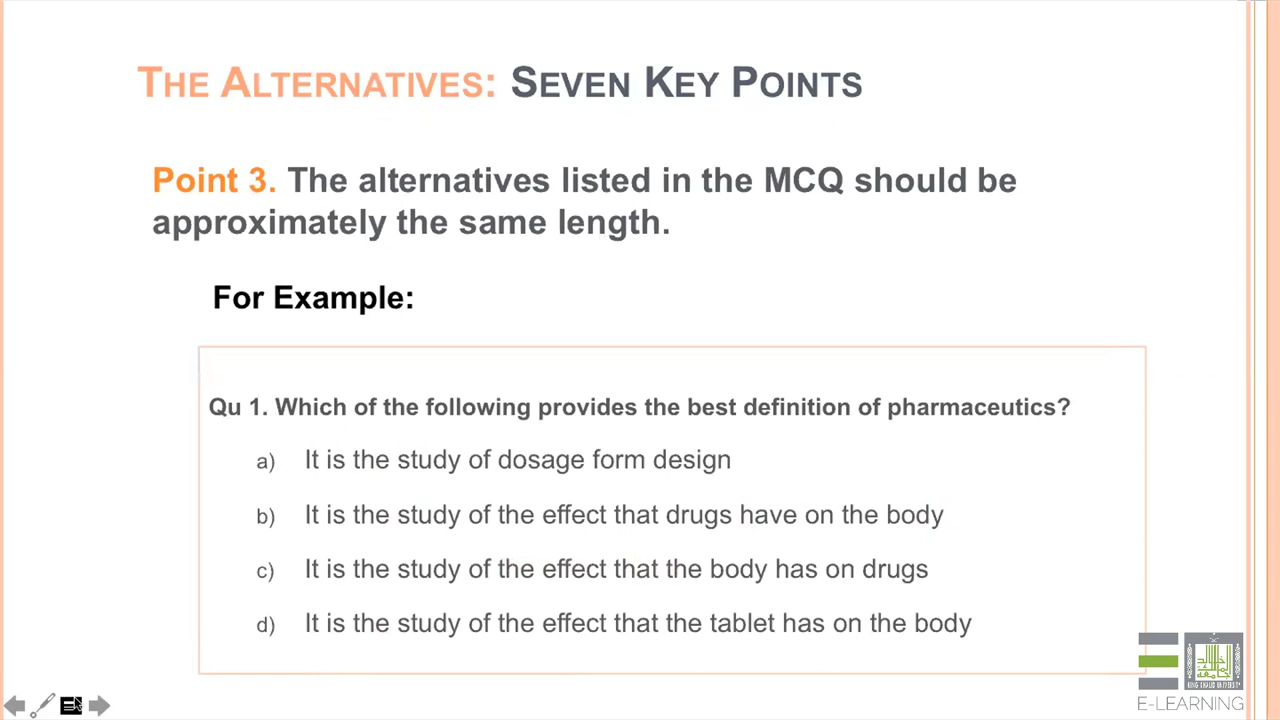 THE ALTERNATIVES: SEVEN KEY POINTS
Point 3. The alternatives listed in the MCQ should be
approximately the same length.
For Example:
Qu 1. Which of the following provides the best definition of pharmaceutics?
a) It is the study of dosage form design
b) It is the study of the effect that drugs have on the body
c) It is the study of the effect that the body has on drugs
d) It is the study of the effect that the tablet has on the body
KING KHALID UNIVERSITY
E-LEARNING